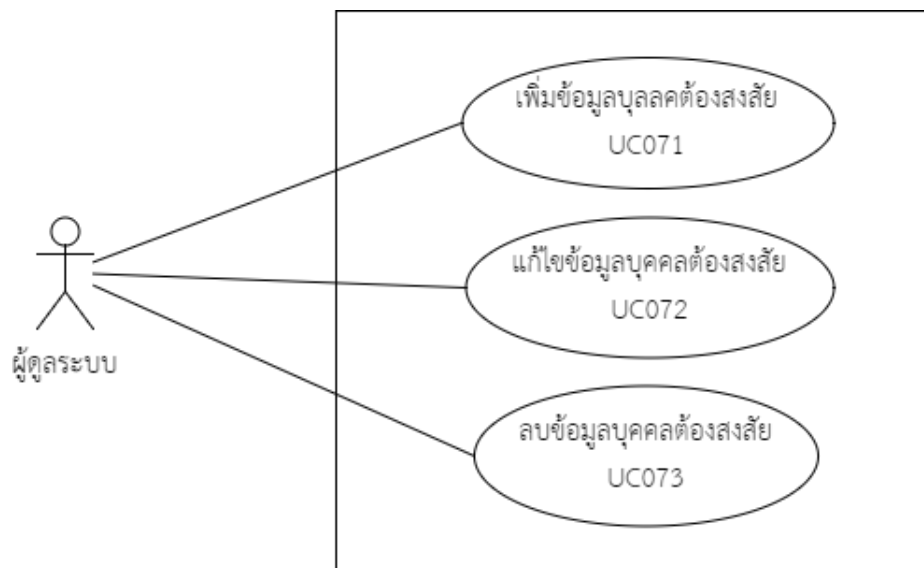 เพิ่มข้อมูลบุลลคต้องสงสัย
UC071
แก้ไขข้อมูลบุคคลต้องสงสัย
UC072
ผู้ดูลระบบ
ลบข้อมูลบุคคลต้องสงสัย
UC073